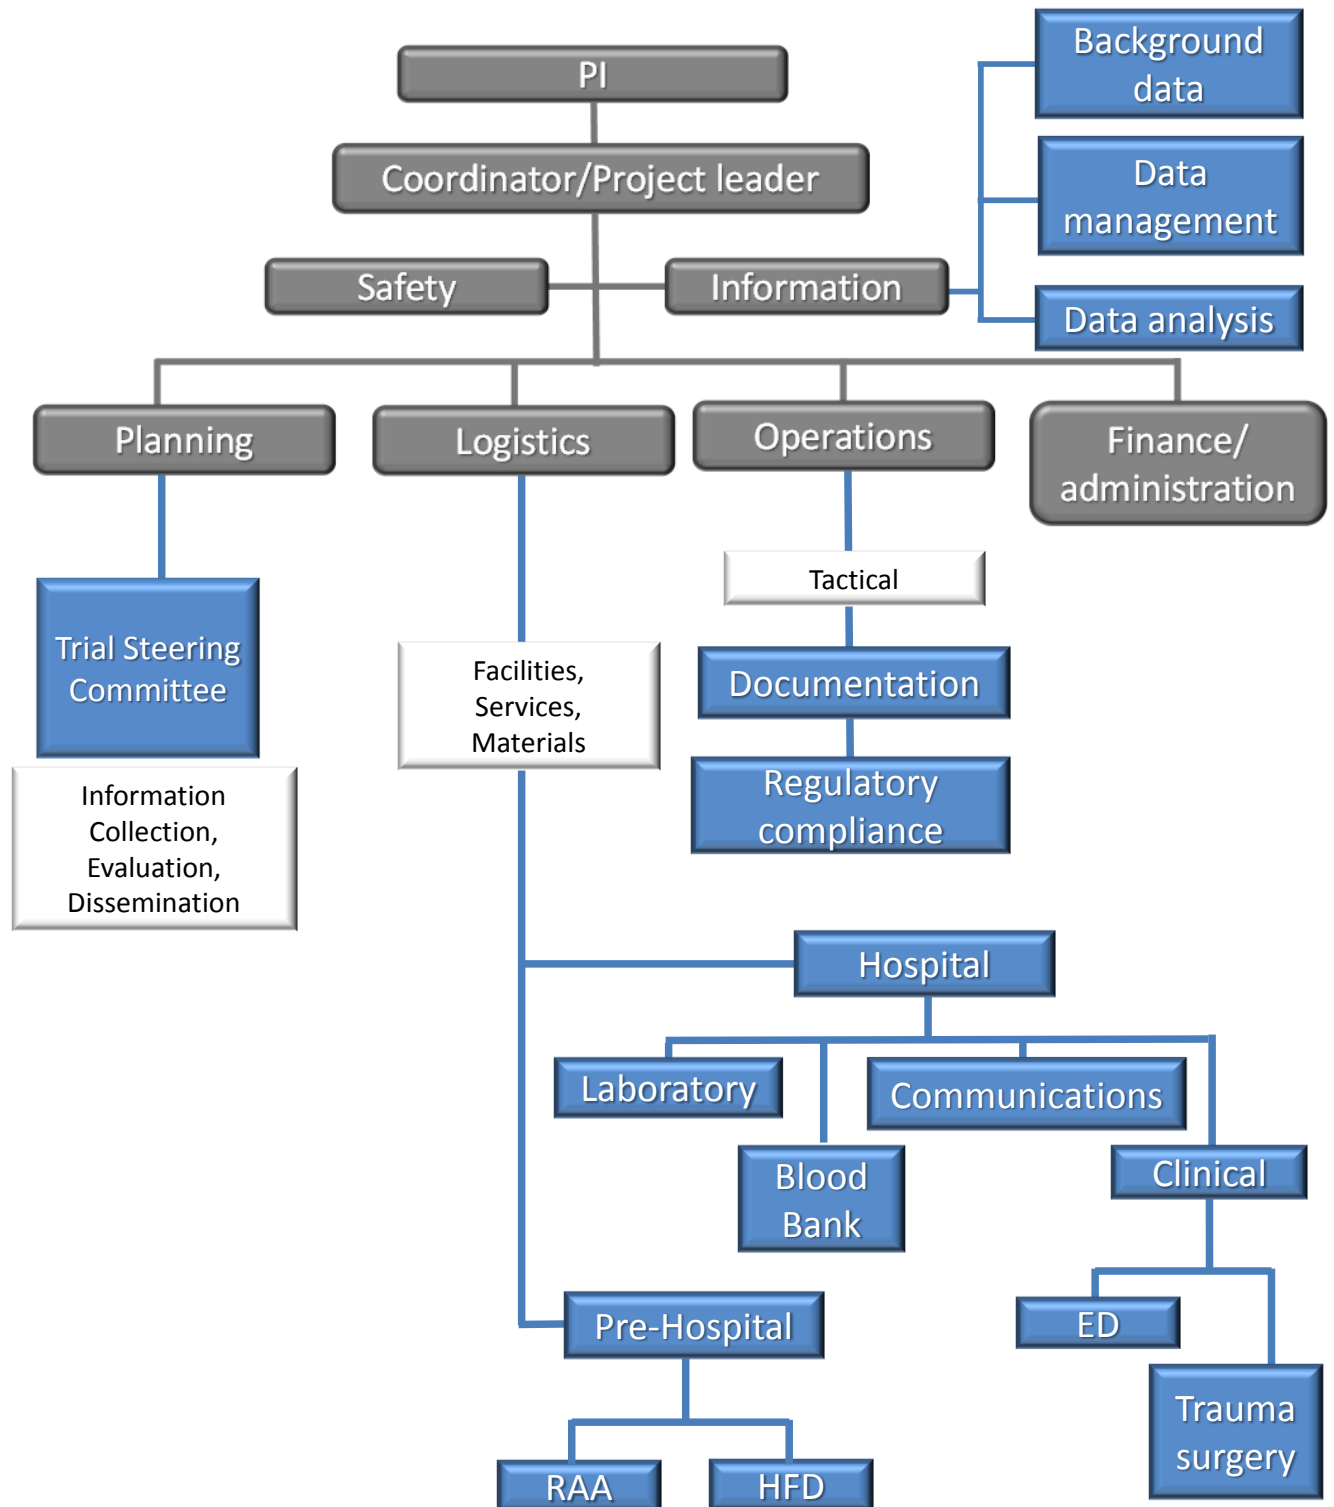 PI
Background
data
Coordinator/Project leader
Data
management
Safety
Information
Data analysis
Planning
Logistics
Operations
Finance/
administration
Tactical
Trial Steering
Committee
Facilities,
Services,
Materials
Documentation
Regulatory
compliance
Information
Collection,
Evaluation,
Dissemination
Hospital
Laboratory
Communications
Blood
Bank
Clinical
Pre-Hospital
ED
Trauma
surgery
RAA
HFD